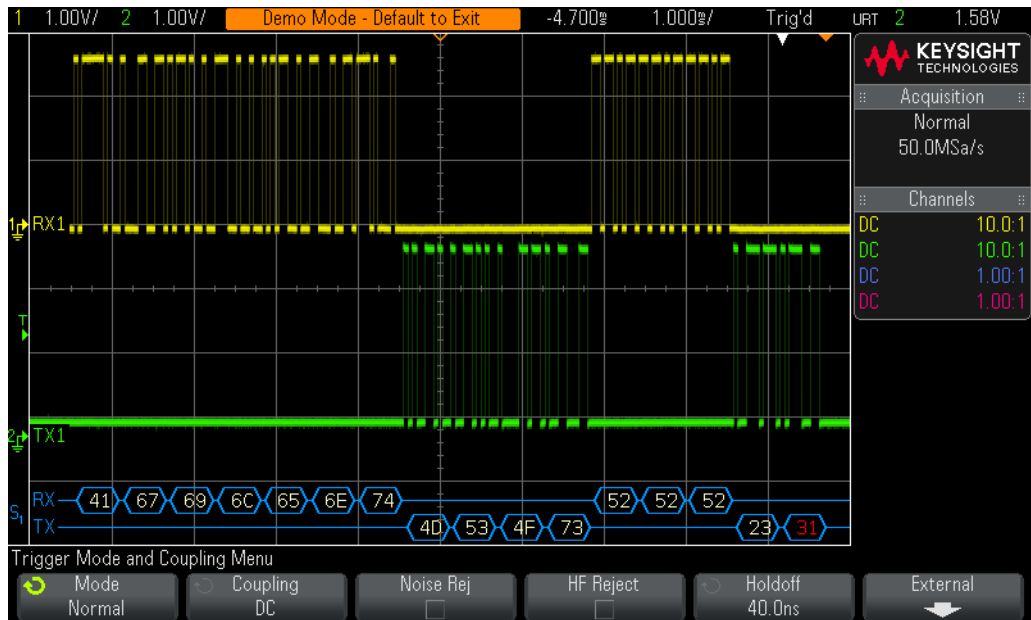 1 1.00V/ 2 1.00V/ Demo Mode - Default to Exit -4.700s 1.000s/ Trig'd URT 2 1.58V
KEYSIGHT
TECHNOLOGIES
Acquisition
Normal
50.0MSa/s
Channels
DC 10.0:1
DC 10.0:1
DC 1.00:1
DC 1.00:1
1 RX1
T
2 TX1
S1
RX 41 67 69 6C 65 6E 74 52 52 52
TX 4D 53 4F 73 23 31
Trigger Mode and Coupling Menu
Mode Coupling Noise Rej HF Reject Holdoff External
Normal DC 40.0ns